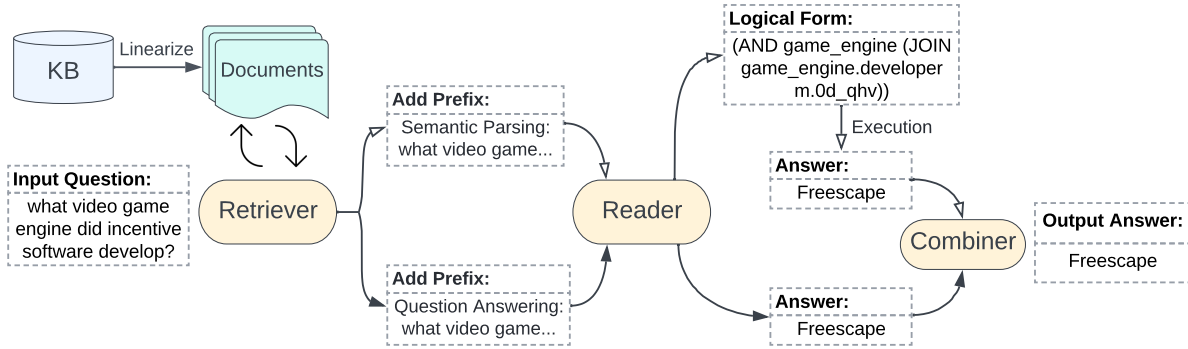 KB
Linearize
Documents
Input Question:
what video game
engine did incentive
software develop?
Retriever
Add Prefix:
Semantic Parsing:
what video game...
Add Prefix:
Question Answering:
what video game...
Reader
Logical Form:
(AND game_engine (JOIN
game_engine.developer
m.0d_qhv))
Execution
Answer:
Freescape
Answer:
Freescape
Combiner
Output Answer:
Freescape